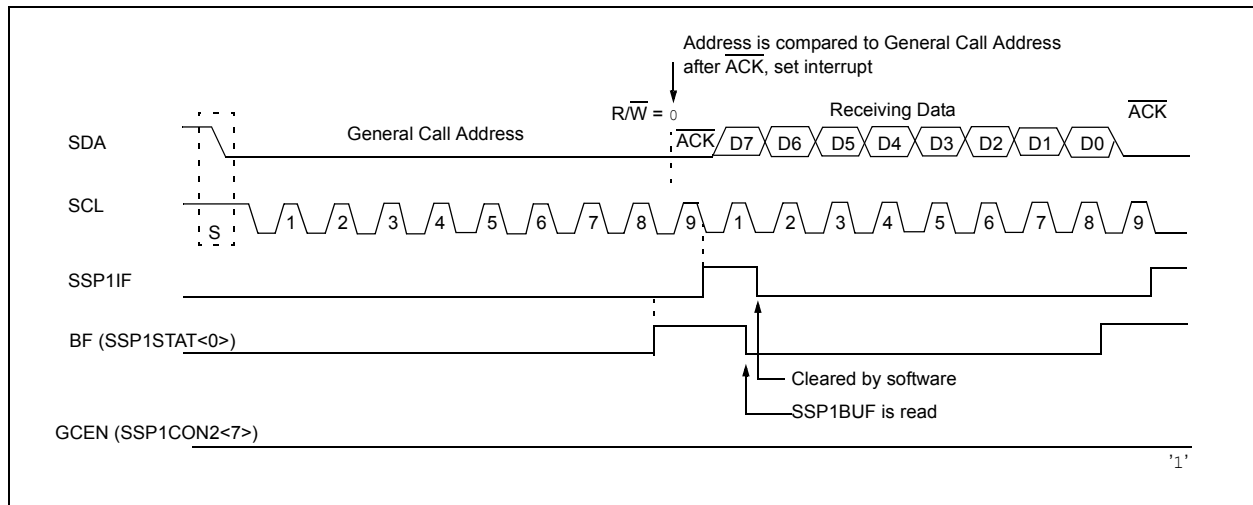 Address is compared to General Call Address
after ACK, set interrupt
R/W = 0
General Call Address
Receiving Data
ACK
SDA
ACK
D7 D6 D5 D4 D3 D2 D1 D0
SCL
S
1 2 3 4 5 6 7 8 9 1 2 3 4 5 6 7 8 9
SSP1IF
BF (SSP1STAT<0>)
Cleared by software
SSP1BUF is read
GCEN (SSP1CON2<7>)
'1'